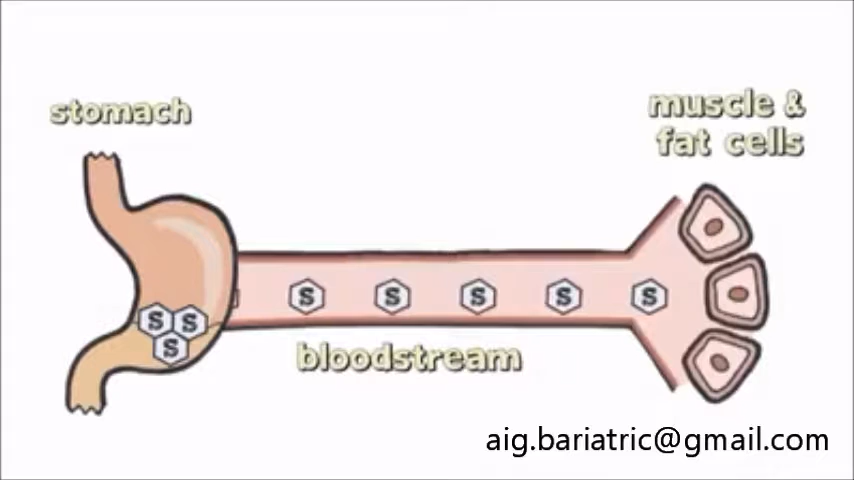 stomach
muscle &
fat cells
S S S S S
S S
S
bloodstream
aig.bariatric@gmail.com